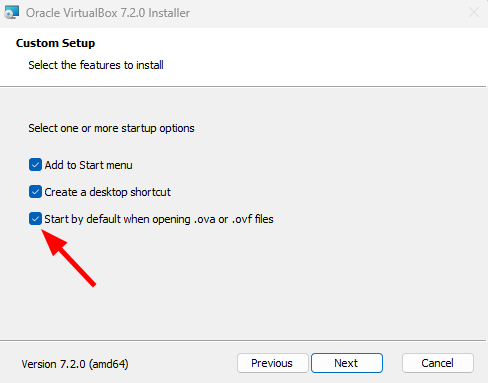 Oracle VirtualBox 7.2.0 Installer
Custom Setup
Select the features to install
Select one or more startup options
Add to Start menu
Create a desktop shortcut
Start by default when opening .ova or .ovf files
Version 7.2.0 (amd64)
Previous
Next
Cancel